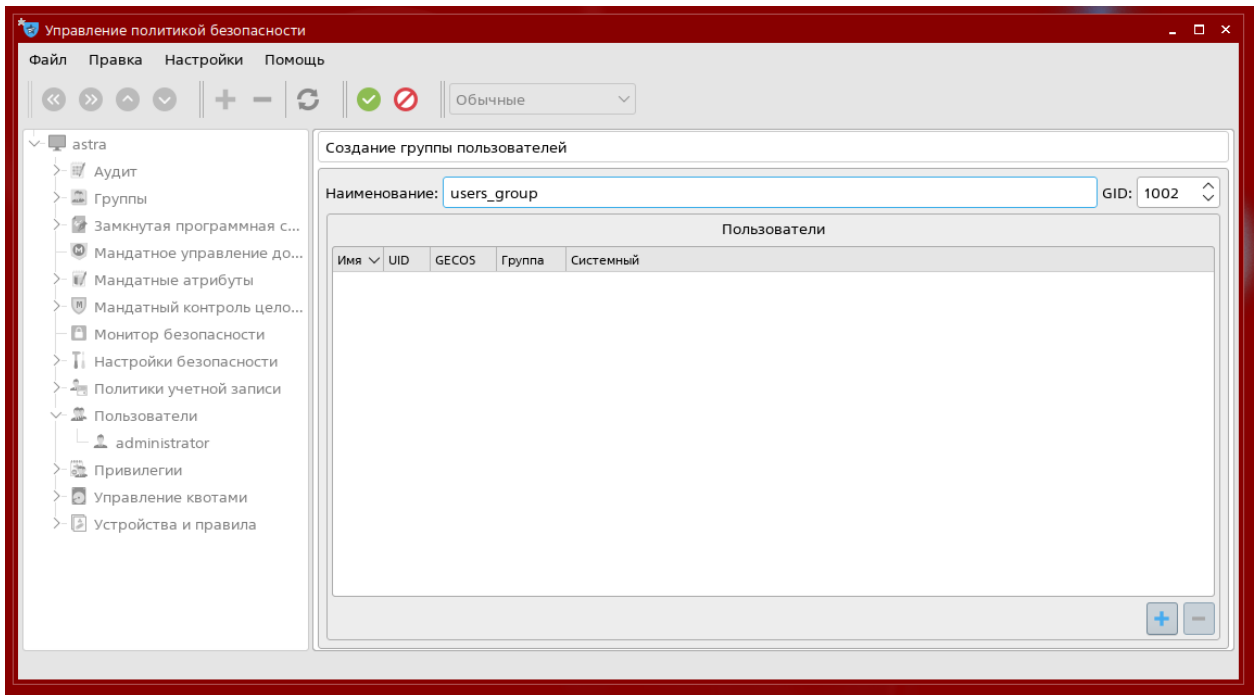 Управление политикой безопасности
Файл Правка Настройки Помощь
Обычные
astra
Аудит
Группы
Замкнутая программная с...
Мандатное управление до...
Мандатные атрибуты
Мандатный контроль цело...
Монитор безопасности
Настройки безопасности
Политики учетной записи
Пользователи
administrator
Привилегии
Управление квотами
Устройства и правила
Создание группы пользователей
Наименование: users_group GID: 1002
Пользователи
Имя UID GECOS Группа Системный